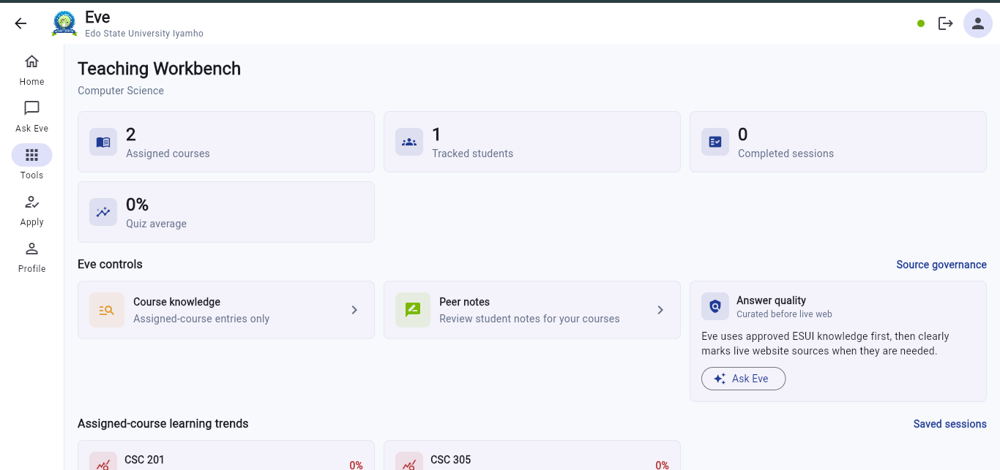 Eve
Edo State University Iyamho
Home
Ask Eve
Tools
Apply
Profile
Teaching Workbench
Computer Science
2
Assigned courses
1
Tracked students
0
Completed sessions
0%
Quiz average
Eve controls
Source governance
Course knowledge
Assigned-course entries only
Peer notes
Review student notes for your courses
Answer quality
Curated before live web
Eve uses approved ESUI knowledge first, then clearly
marks live website sources when they are needed.
Ask Eve
Assigned-course learning trends
Saved sessions
CSC 201
0%
CSC 305
0%